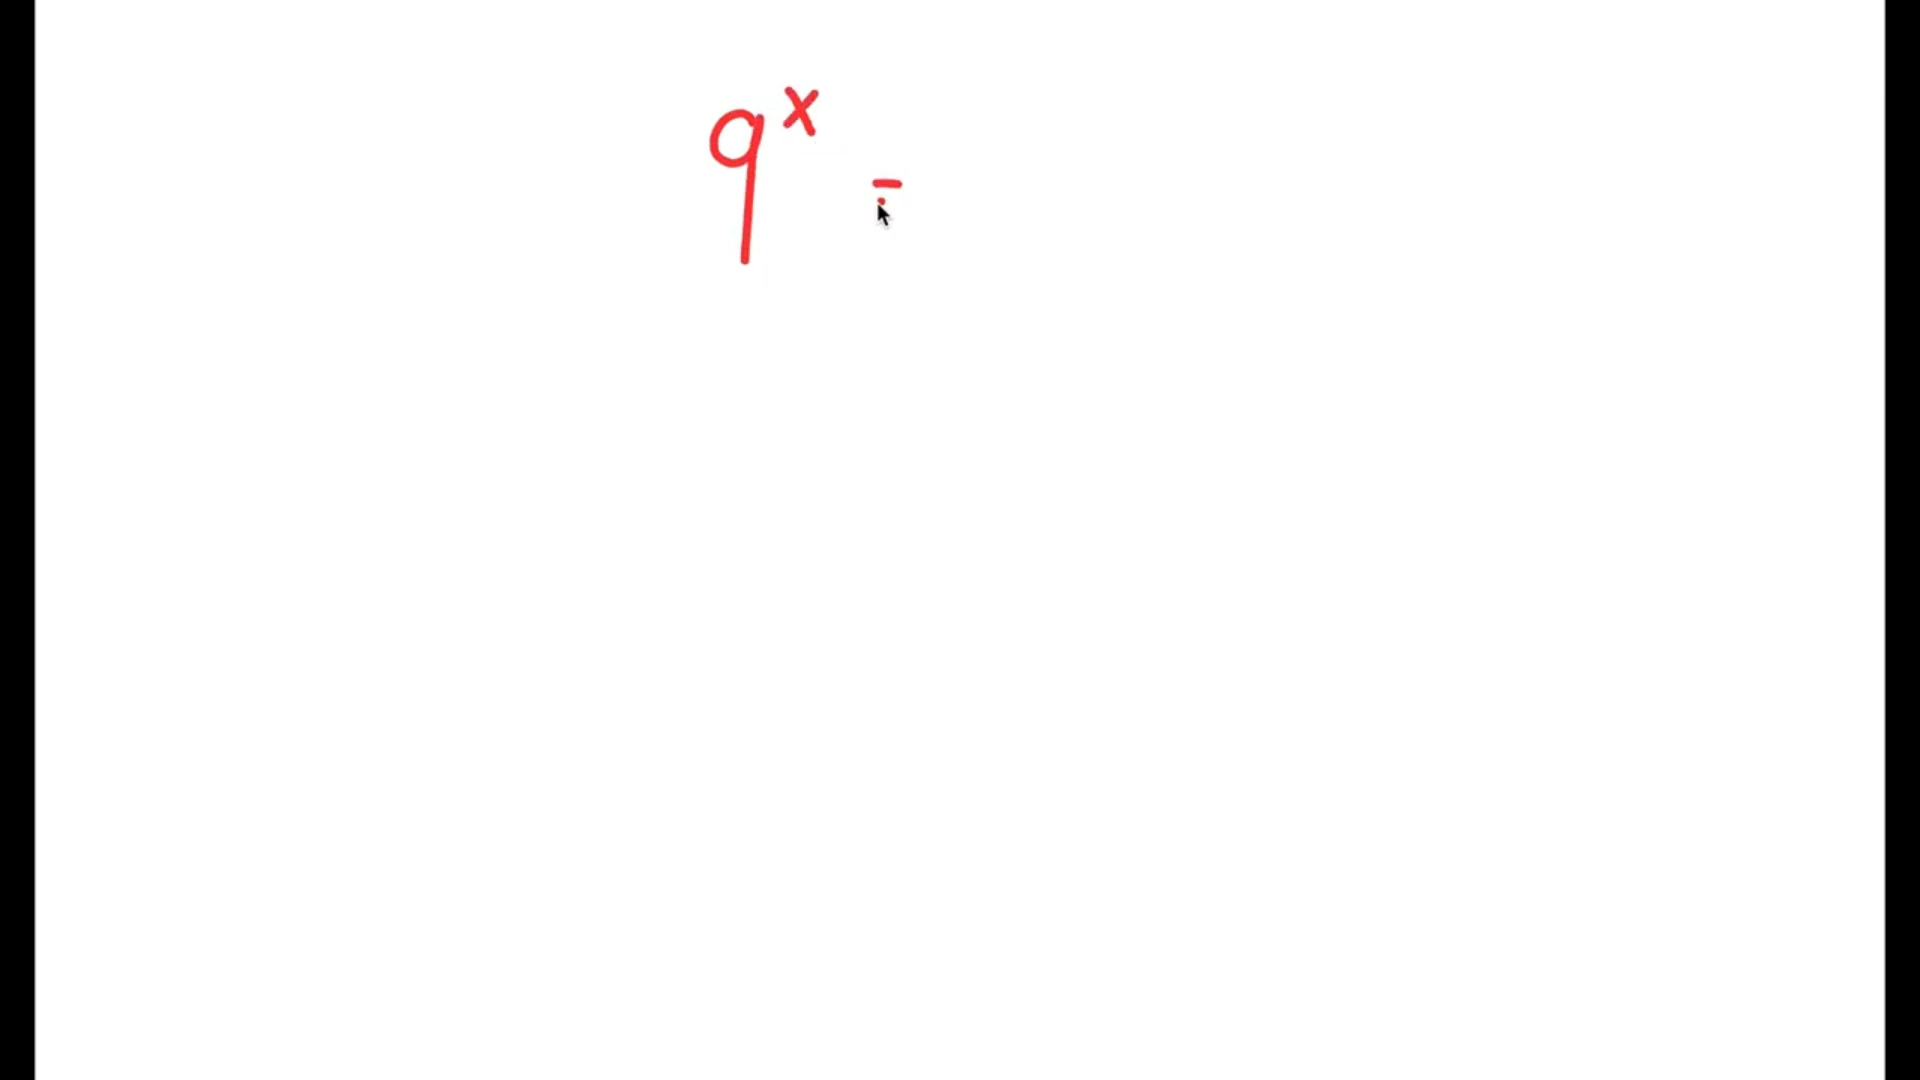 9^x =